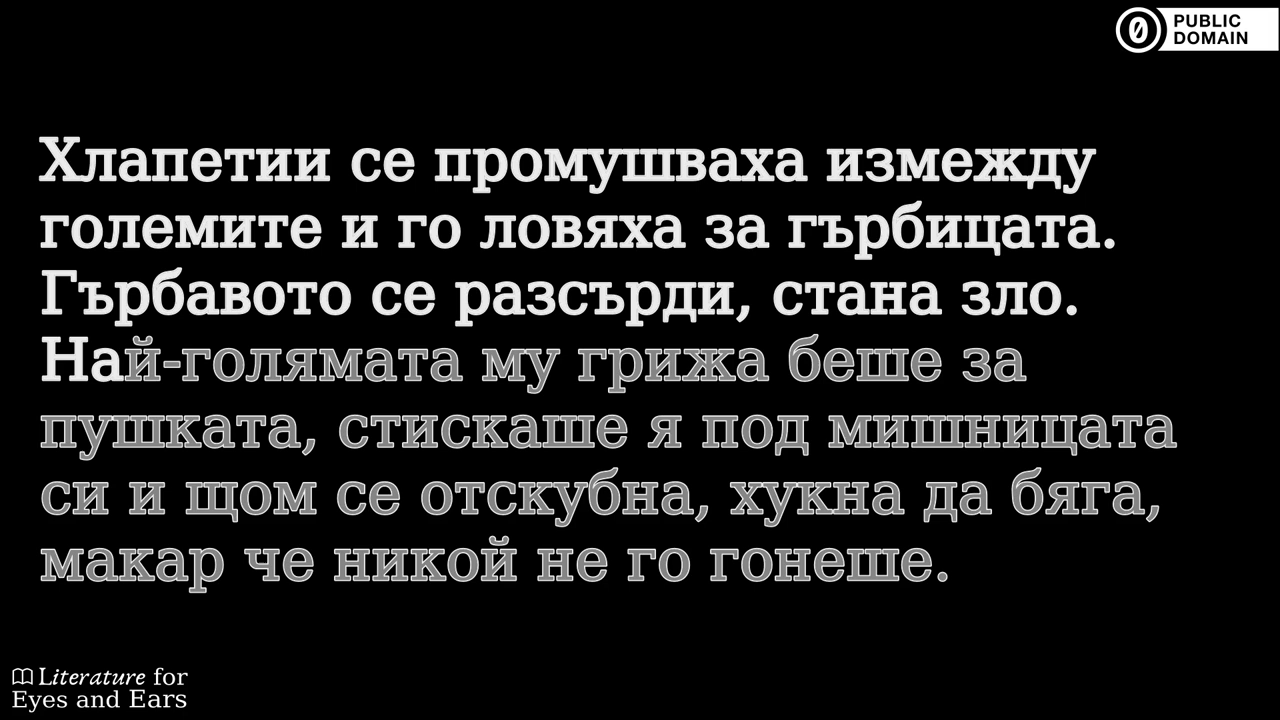 PUBLIC
DOMAIN
Хлапетии се промушваха измежду
големите и го ловяха за гърбицата.
Гърбавото се разсърди, стана зло.
Най-голямата му грижа беше за
пушката, стискаше я под мишницата
си и щом се отскубна, хукна да бяга,
макар че никой не го гонеше.
Literature for
Eyes and Ears